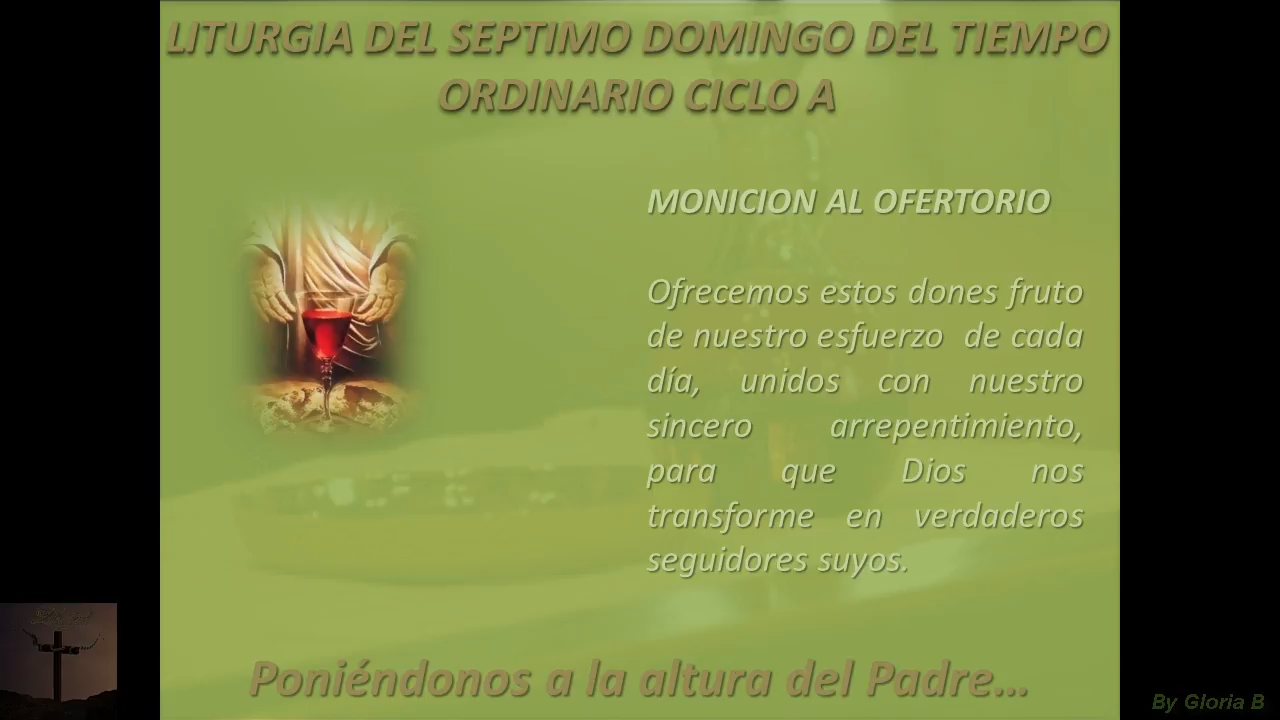 LITURGIA DEL SEPTIMO DOMINGO DEL TIEMPO
ORDINARIO CICLO A
MONICION AL OFERTORIO
Ofrecemos estos dones fruto
de nuestro esfuerzo de cada
día, unidos con nuestro
sincero arrepentimiento,
para que Dios nos
transforme en verdaderos
seguidores suyos.
Poniéndonos a la altura del Padre...
By Gloria B